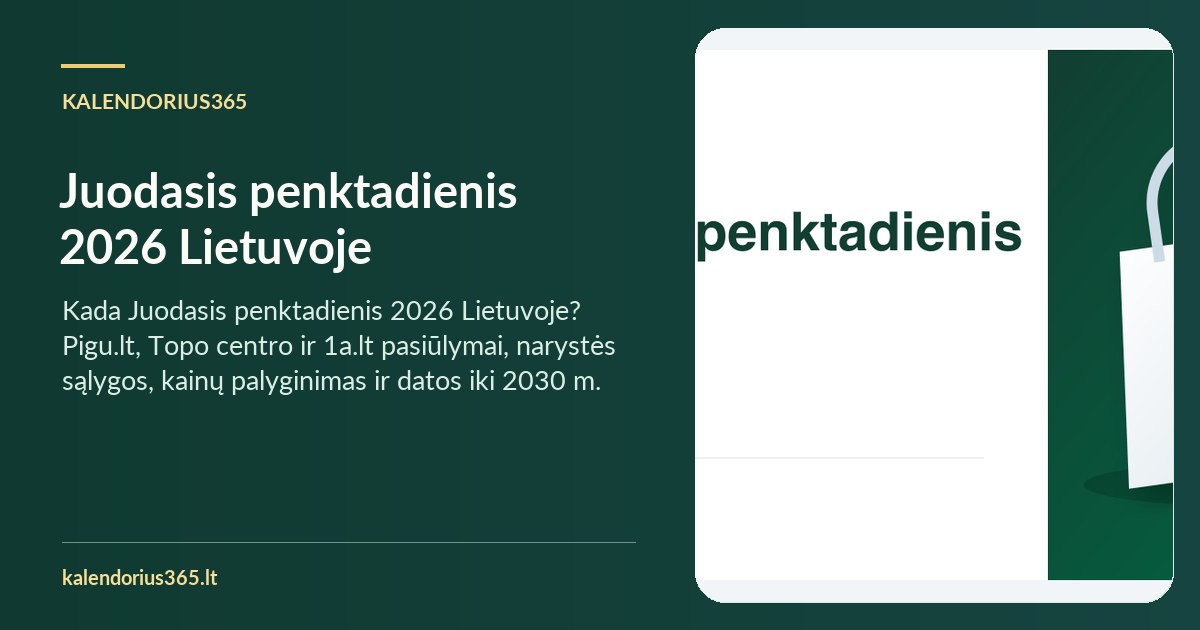 KALENDORIUS365
Juodasis penktadienis
2026 Lietuvoje
Kada Juodasis penktadienis 2026 Lietuvoje?
Pigu.lt, Topo centro ir 1a.lt pasiūlymai, narystės
sąlygos, kainų palyginimas ir datos iki 2030 m.
kalendorius365.lt
penktadienis